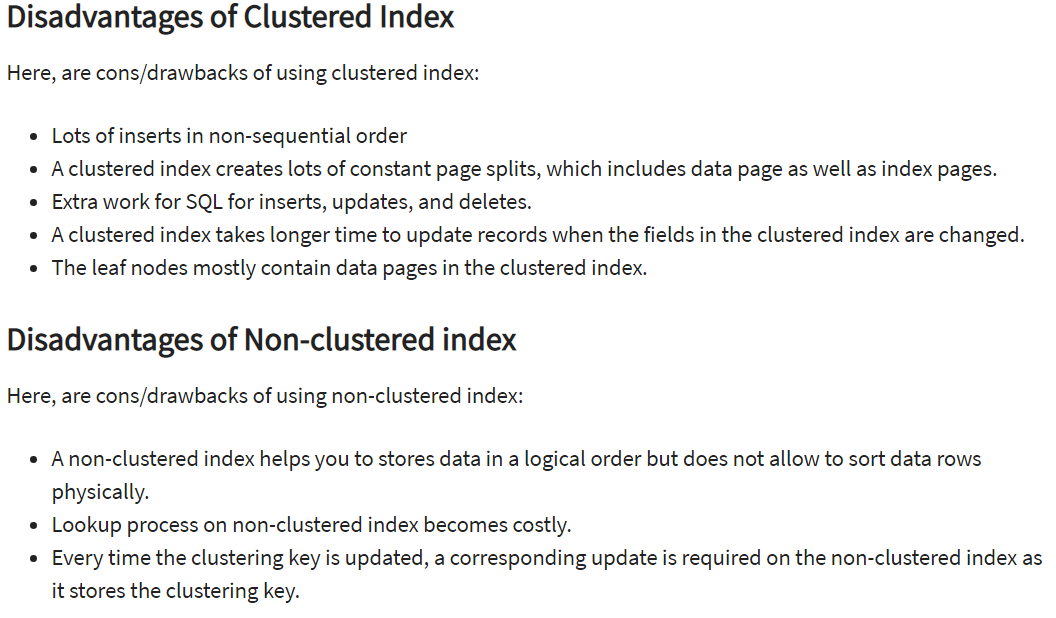 Disadvantages of Clustered Index
Here, are cons/drawbacks of using clustered index:
• Lots of inserts in non-sequential order
• A clustered index creates lots of constant page splits, which includes data page as well as index pages.
• Extra work for SQL for inserts, updates, and deletes.
• A clustered index takes longer time to update records when the fields in the clustered index are changed.
• The leaf nodes mostly contain data pages in the clustered index.
Disadvantages of Non-clustered index
Here, are cons/drawbacks of using non-clustered index:
• A non-clustered index helps you to stores data in a logical order but does not allow to sort data rows
physically.
• Lookup process on non-clustered index becomes costly.
• Every time the clustering key is updated, a corresponding update is required on the non-clustered index as
it stores the clustering key.